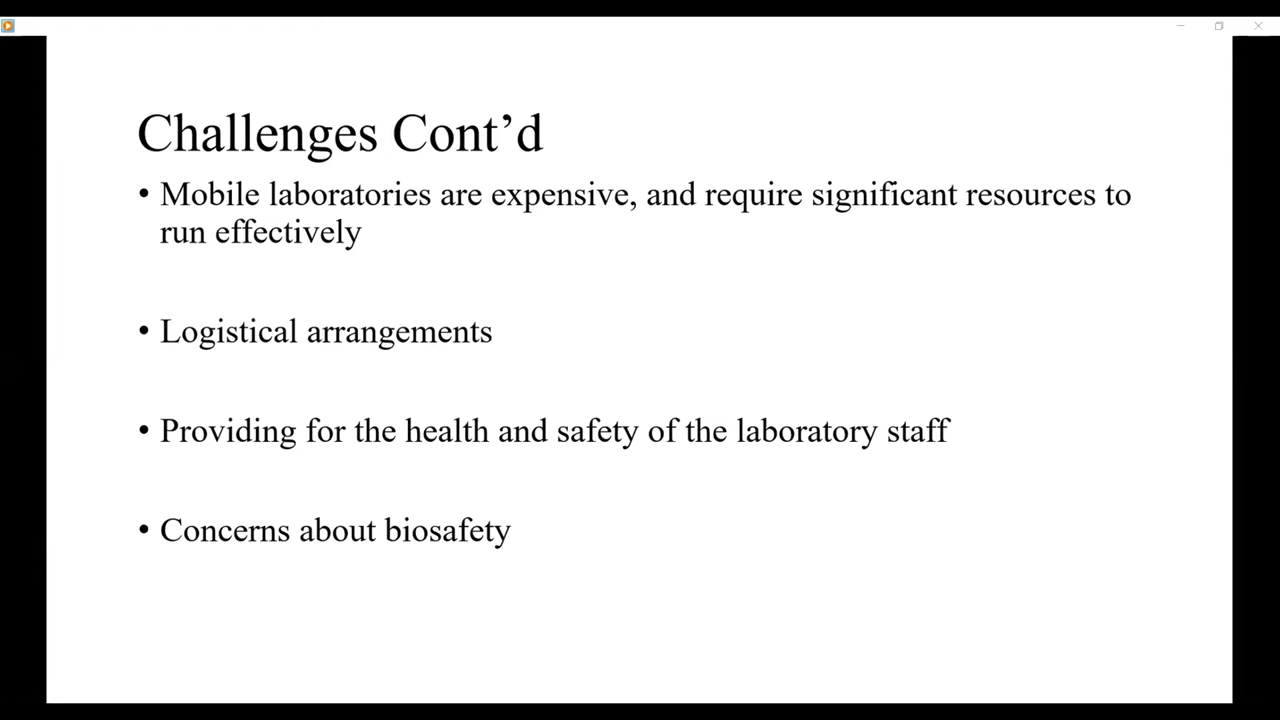 Challenges Cont’d
• Mobile laboratories are expensive, and require significant resources to
run effectively
• Logistical arrangements
• Providing for the health and safety of the laboratory staff
• Concerns about biosafety